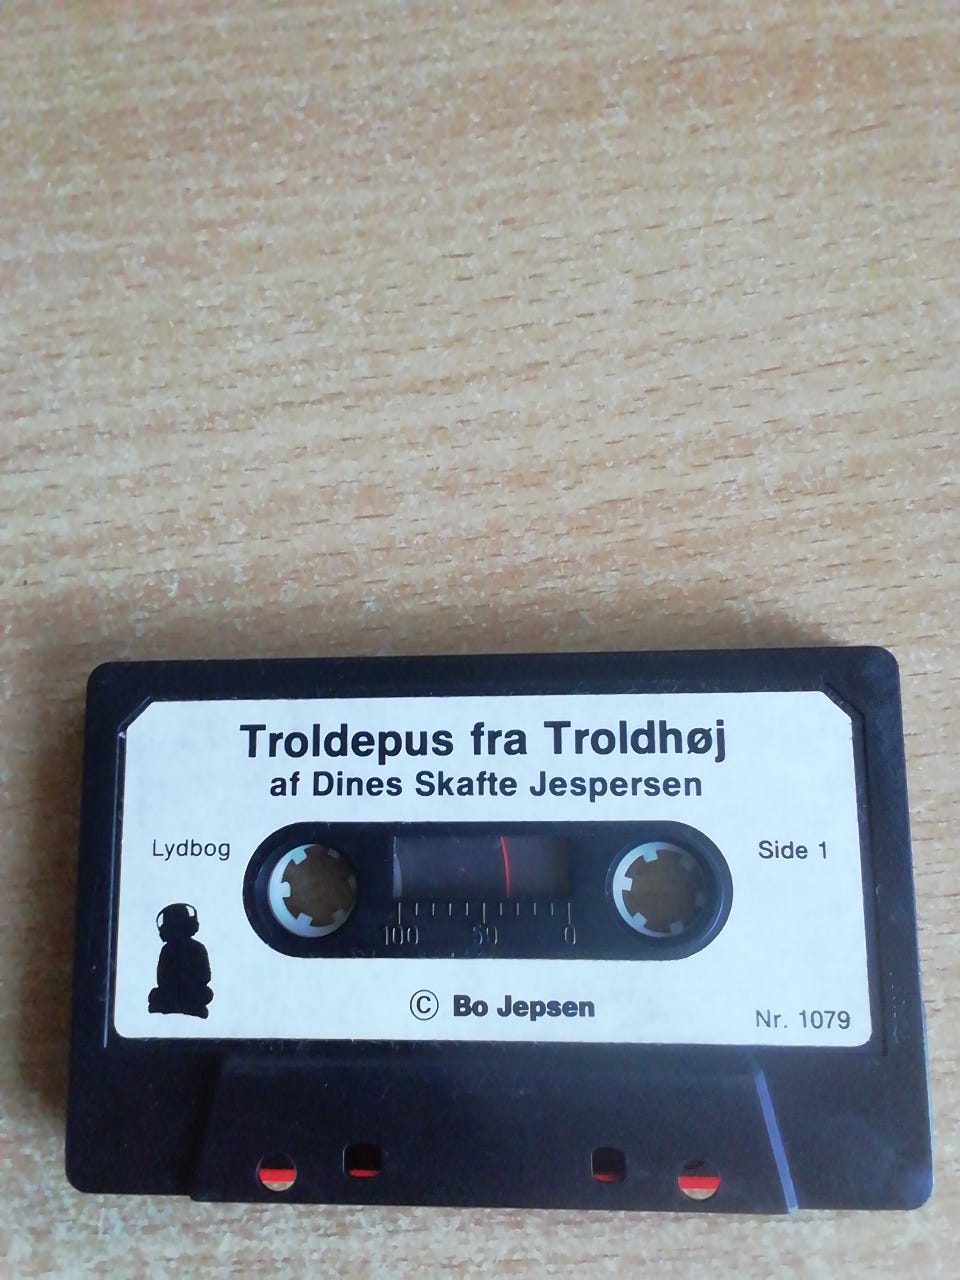 Troldepus fra Troldhøj
af Dines Skafte Jespersen
Lydbog
Side 1
100 50 0
© Bo Jepsen
Nr. 1079